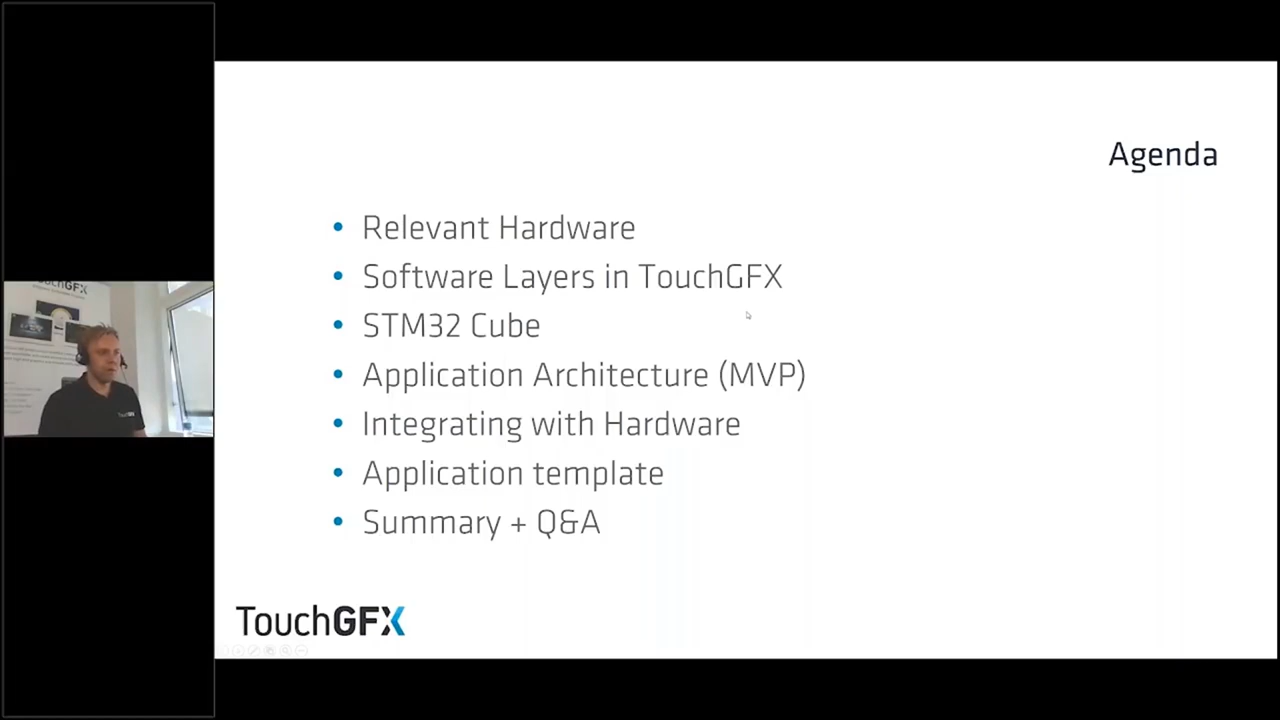 Agenda
Relevant Hardware
Software Layers in TouchGFX
STM32 Cube
Application Architecture (MVP)
Integrating with Hardware
Application template
Summary + Q&A
TouchGFX